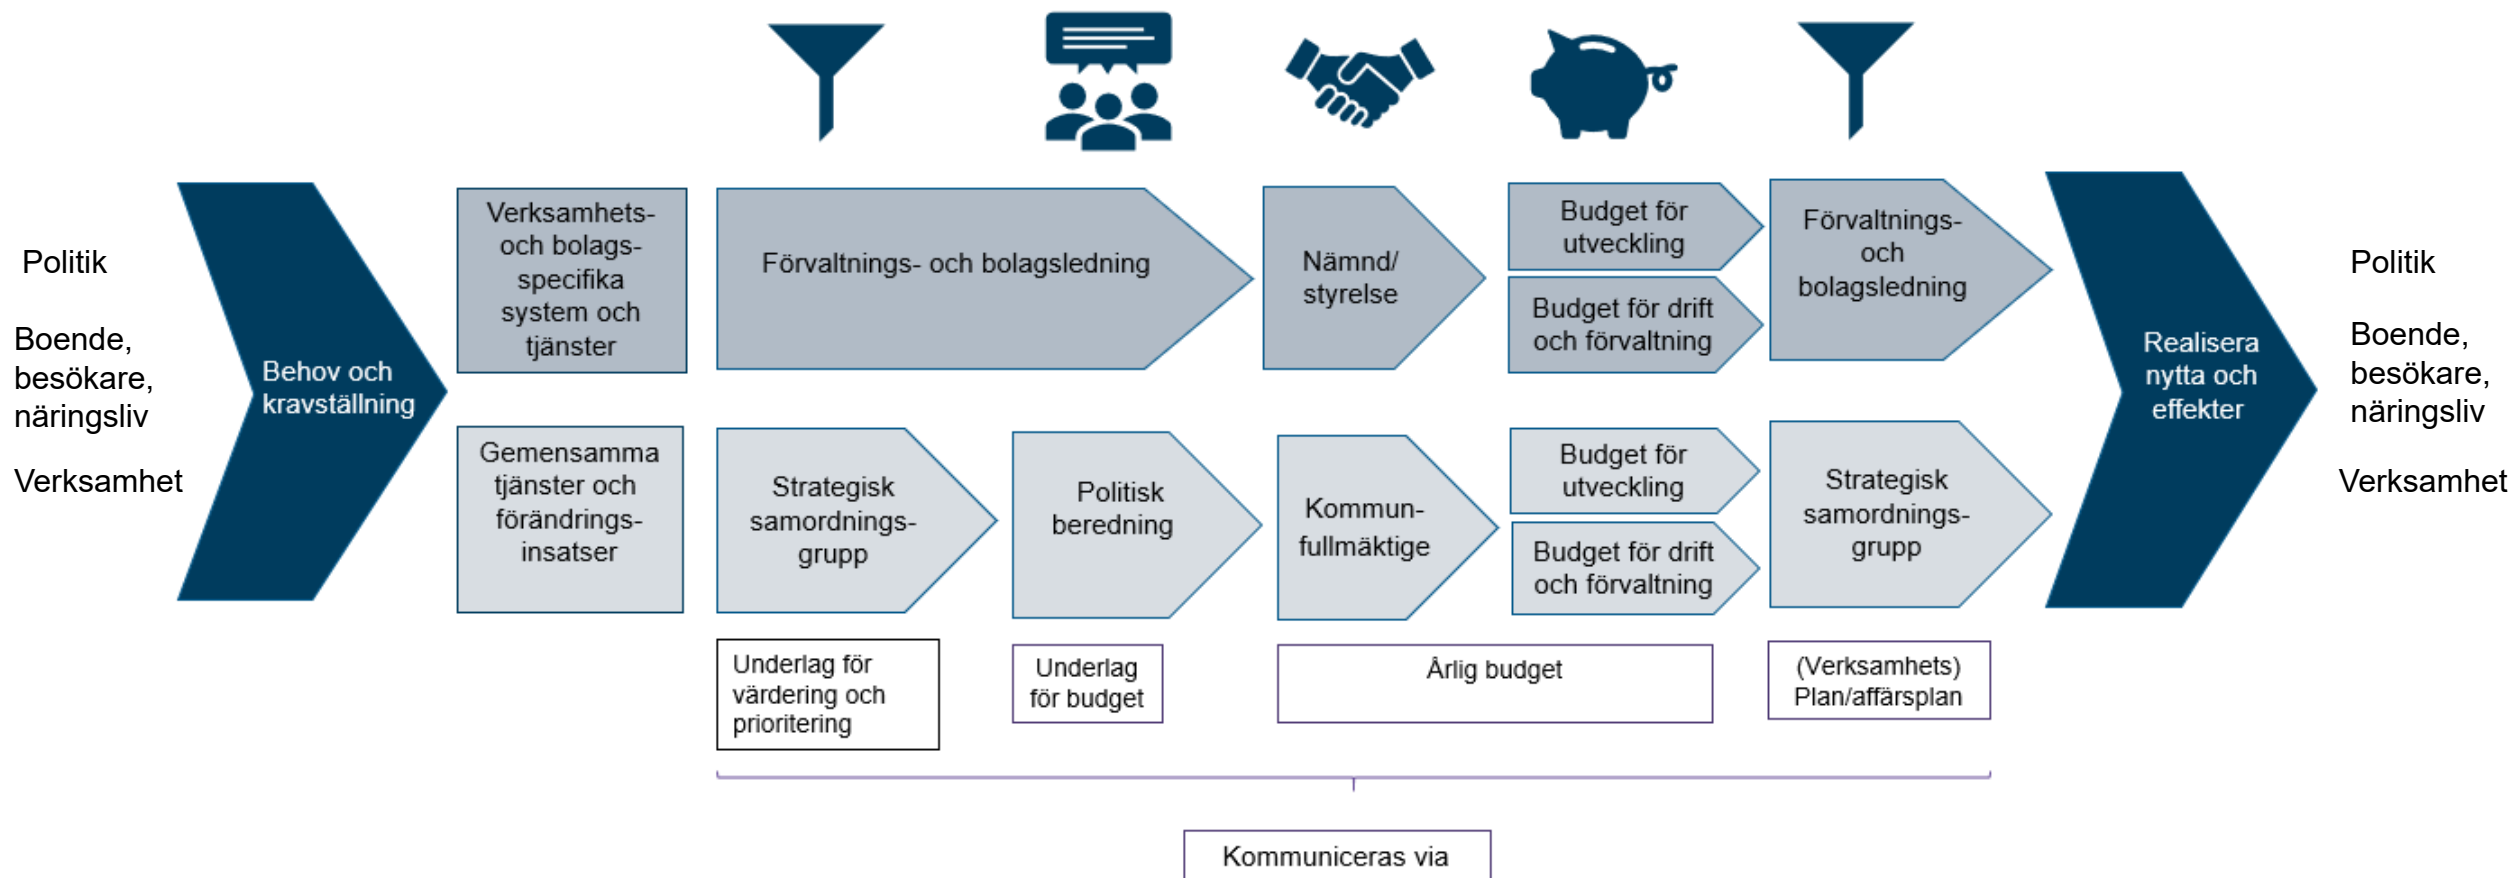 Politik
Boende,
besökare,
näringsliv
Verksamhet
Behov och
kravställning
Verksamhets-
och bolags-
specifika
system och
tjänster
Förvaltnings- och bolagsledning
Nämnd/
styrelse
Budget för
utveckling
Budget för drift
och förvaltning
Förvaltnings-
och
bolagsledning
Gemensamma
tjänster och
förändrings-
insatser
Strategisk
samordnings-
grupp
Politisk
beredning
Kommun-
fullmäktige
Budget för
utveckling
Budget för drift
och förvaltning
Strategisk
samordnings-
grupp
Realisera
nytta och
effekter
Politik
Boende,
besökare,
näringsliv
Verksamhet
Underlag för
värdering och
prioritering
Underlag
för budget
Årlig budget
(Verksamhets)
Plan/affärsplan
Kommuniceras via